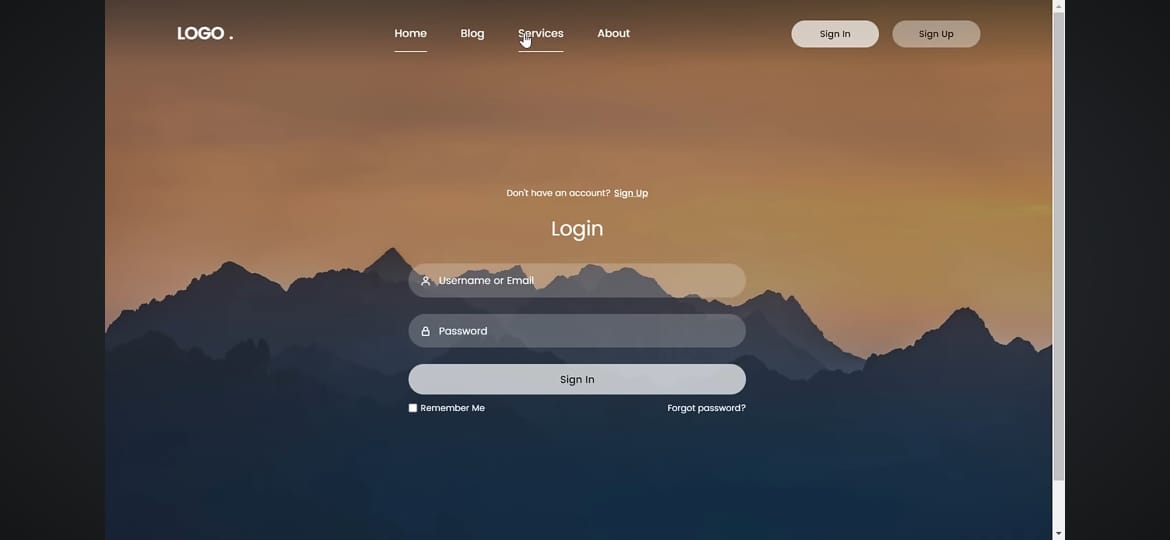 LOGO .
Home Blog Services About
Sign In Sign Up
Don't have an account? Sign Up
Login
Username or Email
Password
Sign In
Remember Me Forgot password?